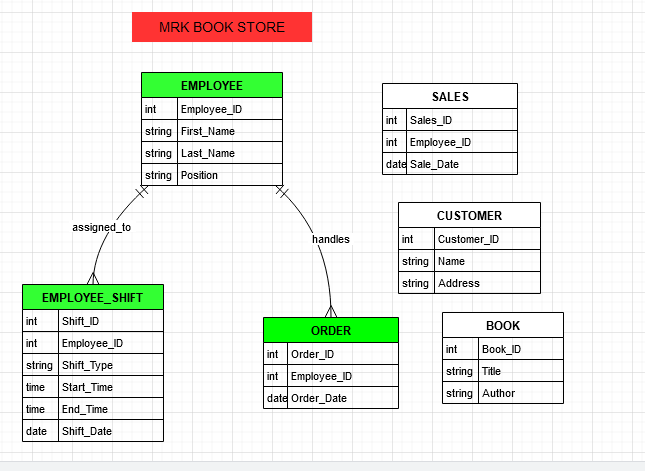 MRK BOOK STORE
EMPLOYEE
int Employee_ID
string First_Name
string Last_Name
string Position
SALES
int Sales_ID
int Employee_ID
date Sale_Date
CUSTOMER
int Customer_ID
string Name
string Address
assigned_to
handles
EMPLOYEE_SHIFT
int Shift_ID
int Employee_ID
string Shift_Type
time Start_Time
time End_Time
date Shift_Date
ORDER
int Order_ID
int Employee_ID
date Order_Date
BOOK
int Book_ID
string Title
string Author